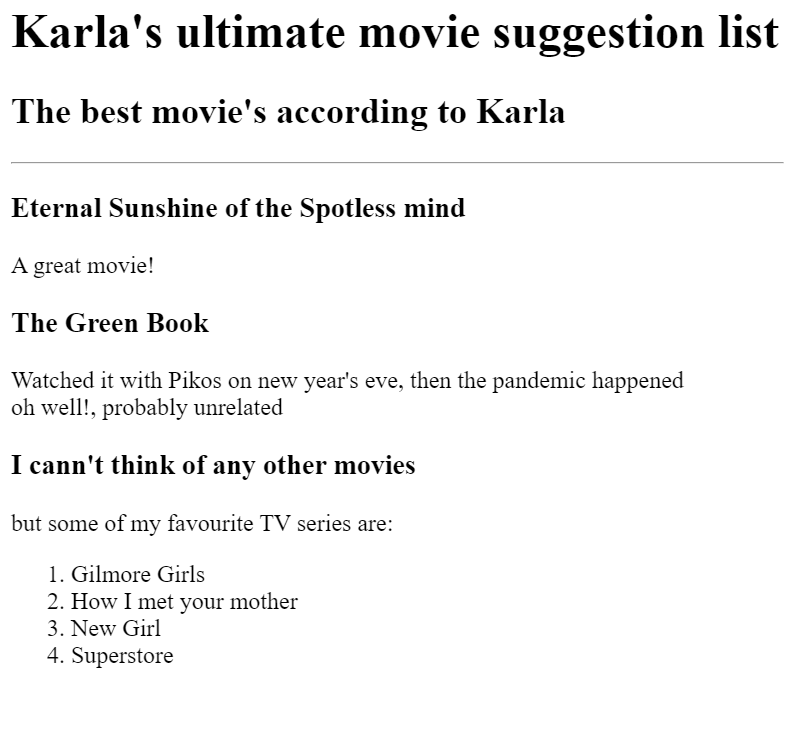 Karla's ultimate movie suggestion list
The best movie's according to Karla
Eternal Sunshine of the Spotless mind
A great movie!
The Green Book
Watched it with Pikos on new year's eve, then the pandemic happened
oh well!, probably unrelated
I cann't think of any other movies
but some of my favourite TV series are:
1. Gilmore Girls
2. How I met your mother
3. New Girl
4. Superstore